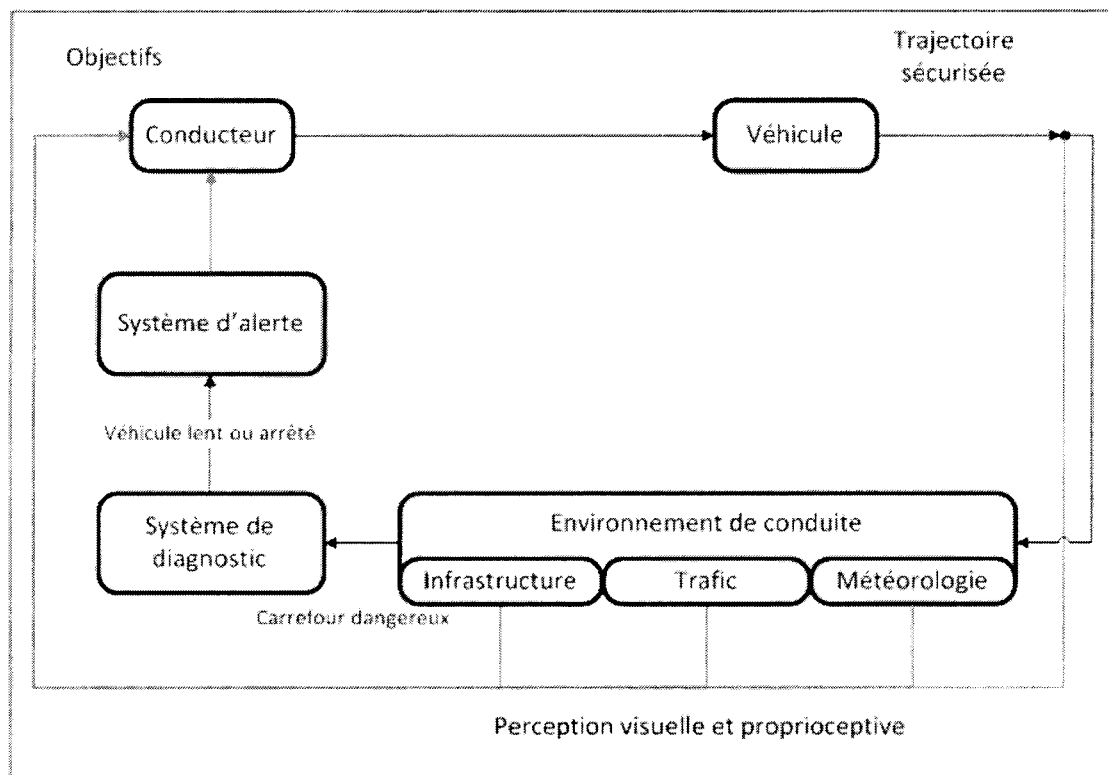 Objectifs
Trajectoire
sécurisée
Conducteur
Véhicule
Système d'alerte
Véhicule lent ou arrêté
Système de
diagnostic
Environnement de conduite
Infrastructure
Trafic
Météorologie
Carrefour dangereux
Perception visuelle et proprioceptive